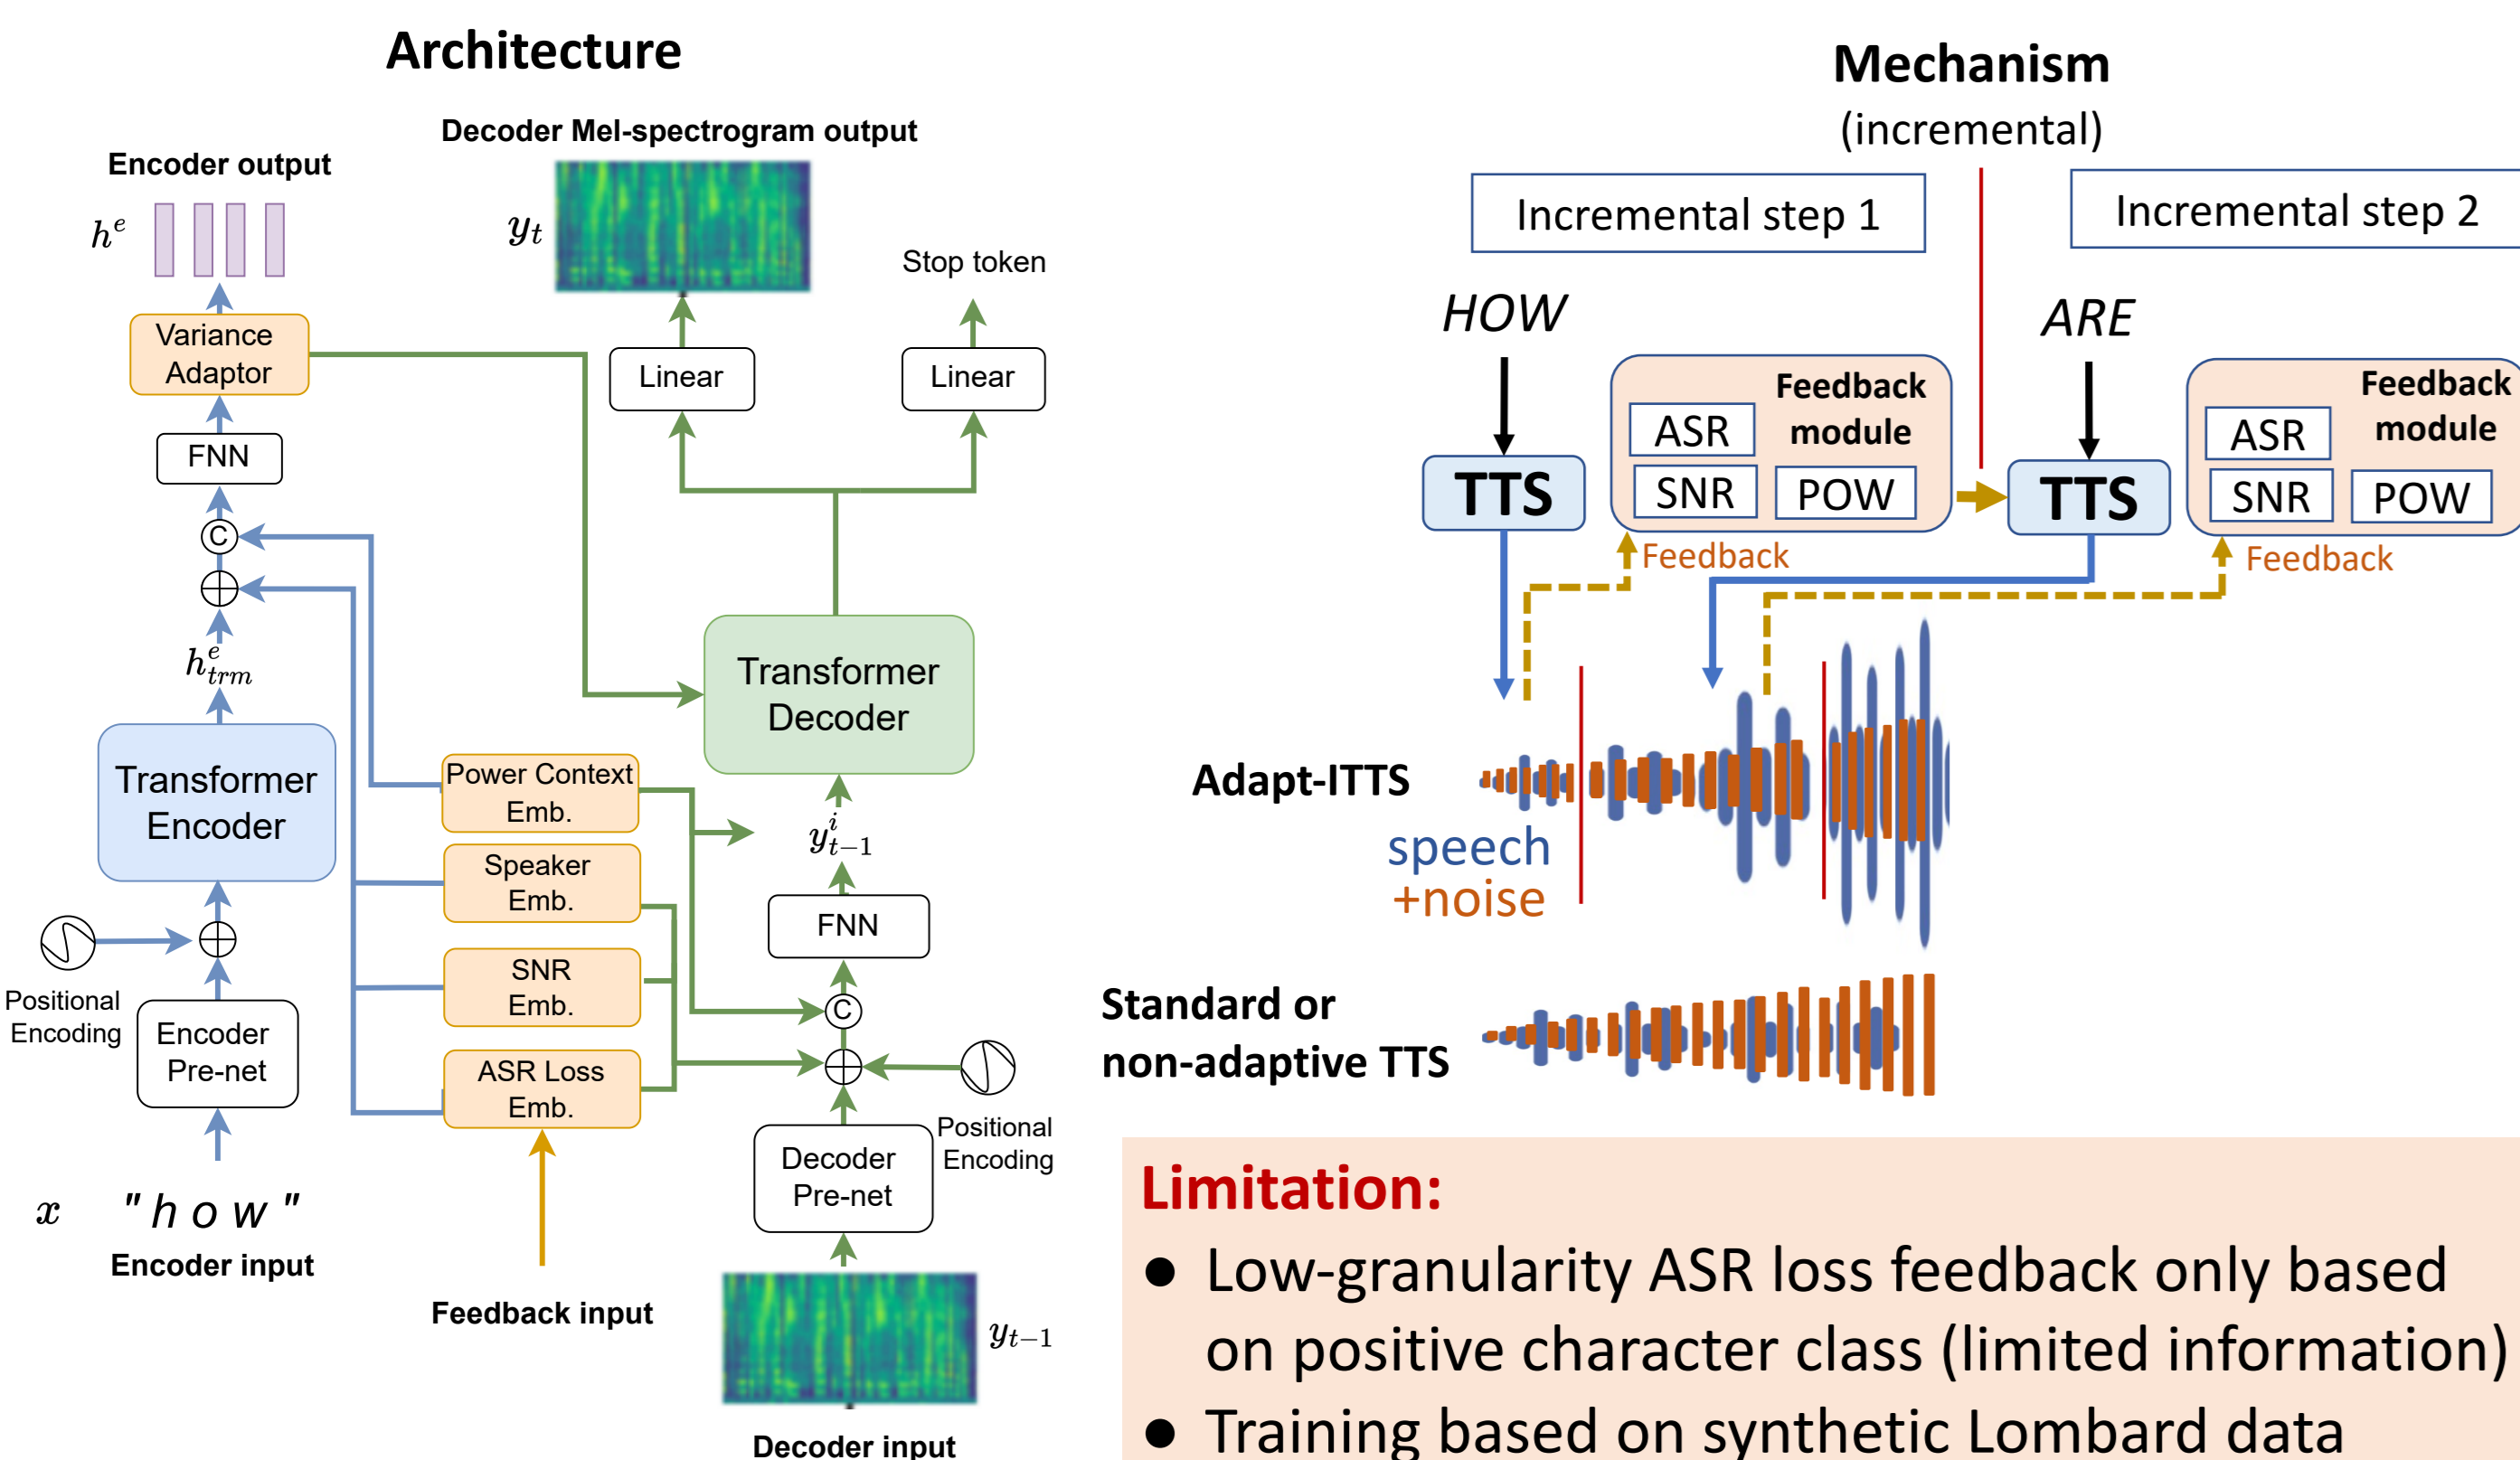 Architecture
Decoder Mel-spectrogram output
Encoder output
h^e
y_t
Stop token
Variance
Adaptor
Linear
Linear
FNN
C
h^e_{trm}
Transformer
Encoder
Transformer
Decoder
Power Context
Emb.
Speaker
Emb.
SNR
Emb.
ASR Loss
Emb.
y^i_{t-1}
FNN
C
Positional
Encoding
Encoder
Pre-net
Positional
Encoding
Decoder
Pre-net
x "h o w"
Encoder input
Feedback input
y_{t-1}
Decoder input
Mechanism
(incremental)
Incremental step 1
Incremental step 2
HOW
ARE
TTS
Feedback
module
ASR
SNR
POW
Feedback
TTS
Feedback
module
ASR
SNR
POW
Feedback
Adapt-ITTS
speech
+noise
Standard or
non-adaptive TTS
Limitation:
● Low-granularity ASR loss feedback only based
on positive character class (limited information)
● Training based on synthetic Lombard data